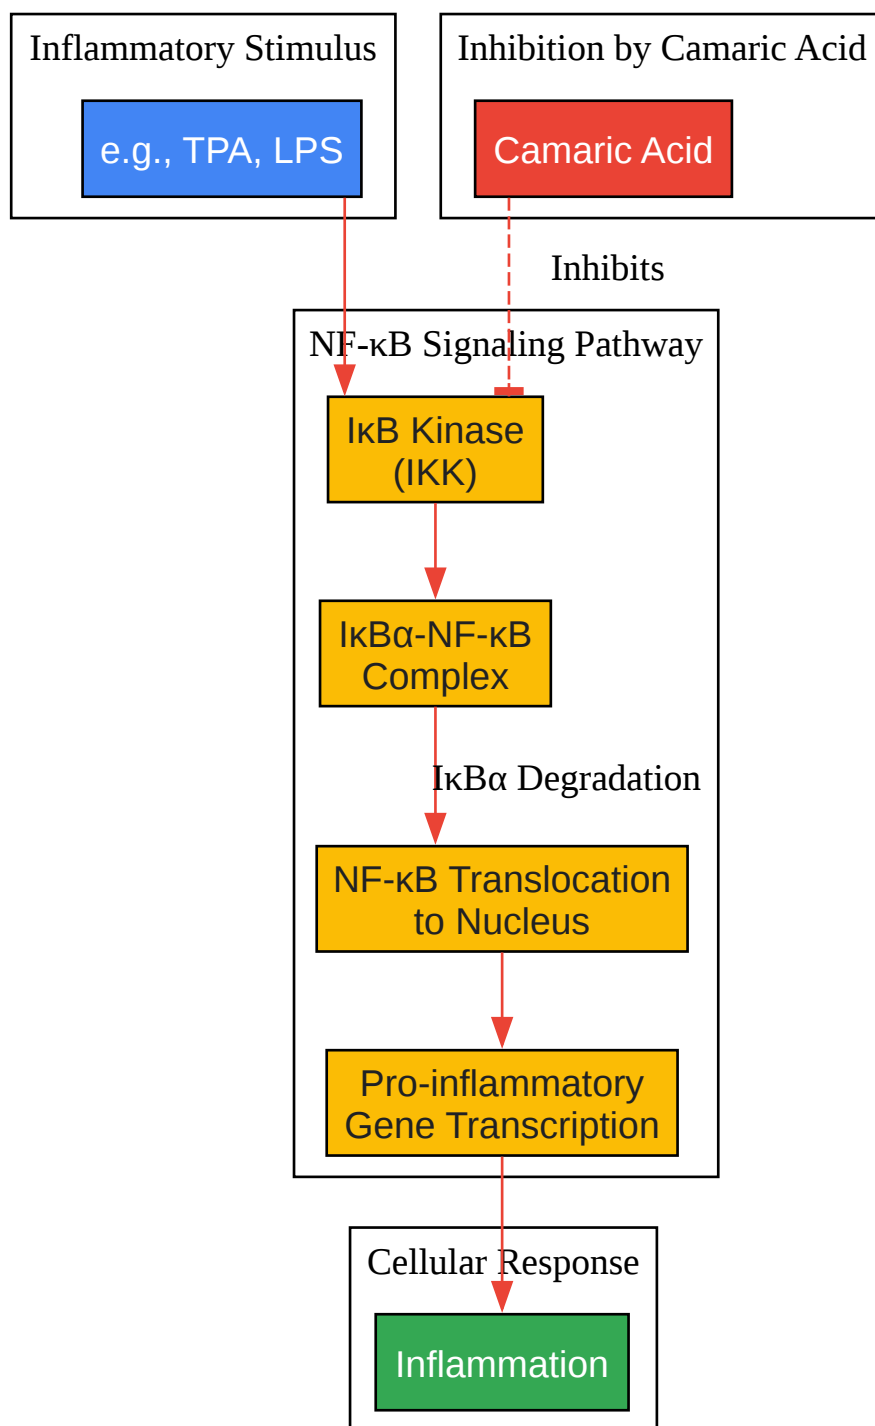 Inflammatory Stimulus
e.g., TPA, LPS
Inhibition by Camaric Acid
Camaric Acid
Inhibits
NF-κB Signaling Pathway
IκB Kinase
(IKK)
IκBα-NF-κB
Complex
IκBα Degradation
NF-κB Translocation
to Nucleus
Pro-inflammatory
Gene Transcription
Cellular Response
Inflammation